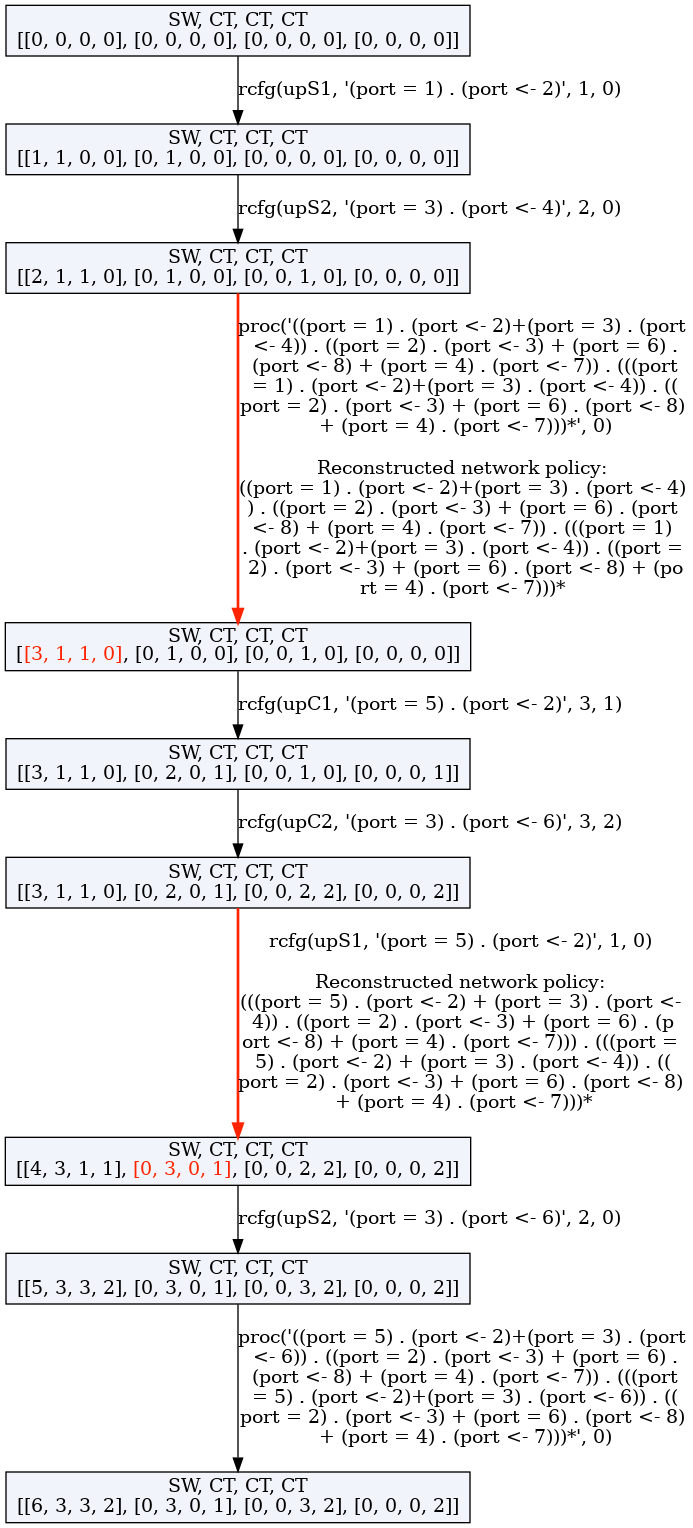 SW, CT, CT, CT
[[0, 0, 0, 0], [0, 0, 0, 0], [0, 0, 0, 0], [0, 0, 0, 0]]
rcfg(upS1, '(port = 1) . (port <- 2)', 1, 0)
SW, CT, CT, CT
[[1, 1, 0, 0], [0, 1, 0, 0], [0, 0, 0, 0], [0, 0, 0, 0]]
rcfg(upS2, '(port = 3) . (port <- 4)', 2, 0)
SW, CT, CT, CT
[[2, 1, 1, 0], [0, 1, 0, 0], [0, 0, 1, 0], [0, 0, 0, 0]]
proc('((port = 1) . (port <- 2)+(port = 3) . (port
<- 4)) . ((port = 2) . (port <- 3) + (port = 6) .
(port <- 8) + (port = 4) . (port <- 7)) . (((port
= 1) . (port <- 2)+(port = 3) . (port <- 4)) . ((
port = 2) . (port <- 3) + (port = 6) . (port <- 8)
+ (port = 4) . (port <- 7)))*', 0)
Reconstructed network policy:
((port = 1) . (port <- 2)+(port = 3) . (port <- 4)
) . ((port = 2) . (port <- 3) + (port = 6) . (port
<- 8) + (port = 4) . (port <- 7)) . (((port = 1)
. (port <- 2)+(port = 3) . (port <- 4)) . ((port =
2) . (port <- 3) + (port = 6) . (port <- 8) + (po
rt = 4) . (port <- 7)))*
SW, CT, CT, CT
[[3, 1, 1, 0], [0, 1, 0, 0], [0, 0, 1, 0], [0, 0, 0, 0]]
rcfg(upC1, '(port = 5) . (port <- 2)', 3, 1)
SW, CT, CT, CT
[[3, 1, 1, 0], [0, 2, 0, 1], [0, 0, 1, 0], [0, 0, 0, 1]]
rcfg(upC2, '(port = 3) . (port <- 6)', 3, 2)
SW, CT, CT, CT
[[3, 1, 1, 0], [0, 2, 0, 1], [0, 0, 2, 2], [0, 0, 0, 2]]
rcfg(upS1, '(port = 5) . (port <- 2)', 1, 0)
Reconstructed network policy:
(((port = 5) . (port <- 2) + (port = 3) . (port <-
4)) . ((port = 2) . (port <- 3) + (port = 6) . (p
ort <- 8) + (port = 4) . (port <- 7))) . (((port =
5) . (port <- 2) + (port = 3) . (port <- 4)) . ((
port = 2) . (port <- 3) + (port = 6) . (port <- 8)
+ (port = 4) . (port <- 7)))*
SW, CT, CT, CT
[[4, 3, 1, 1], [0, 3, 0, 1], [0, 0, 2, 2], [0, 0, 0, 2]]
rcfg(upS2, '(port = 3) . (port <- 6)', 2, 0)
SW, CT, CT, CT
[[5, 3, 3, 2], [0, 3, 0, 1], [0, 0, 3, 2], [0, 0, 0, 2]]
proc('((port = 5) . (port <- 2)+(port = 3) . (port
<- 6)) . ((port = 2) . (port <- 3) + (port = 6) .
(port <- 8) + (port = 4) . (port <- 7)) . (((port
= 5) . (port <- 2)+(port = 3) . (port <- 6)) . ((
port = 2) . (port <- 3) + (port = 6) . (port <- 8)
+ (port = 4) . (port <- 7)))*', 0)
SW, CT, CT, CT
[[6, 3, 3, 2], [0, 3, 0, 1], [0, 0, 3, 2], [0, 0, 0, 2]]